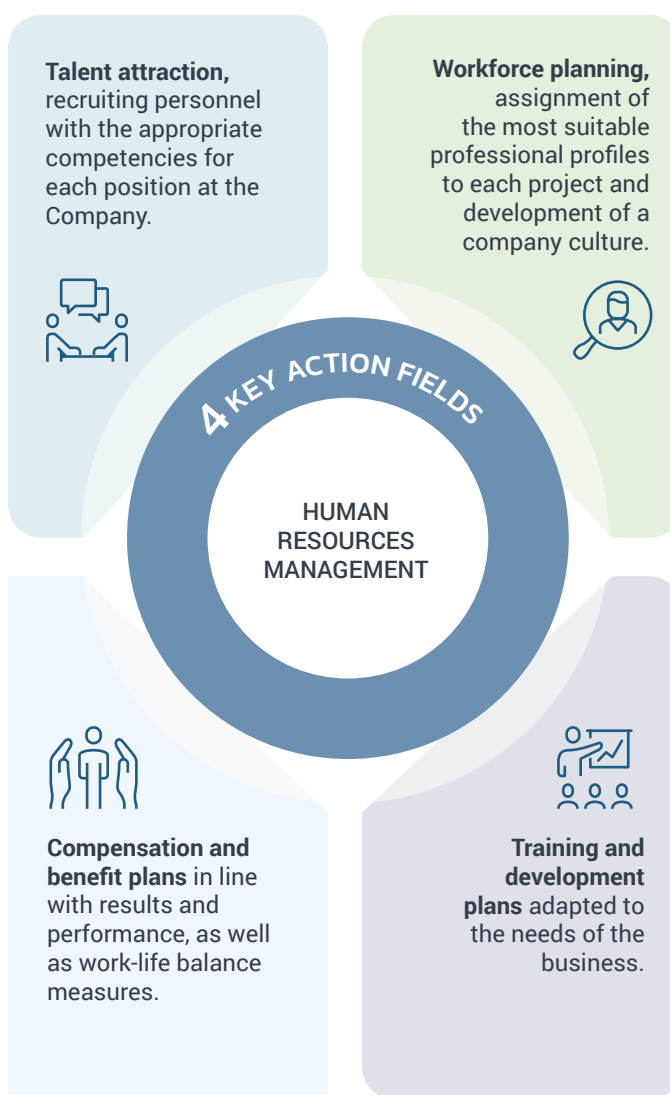 Talent attraction,
recruiting personnel
with the appropriate
competencies for
each position at the
Company.
Workforce planning,
assignment of
the most suitable
professional profiles
to each project and
development of a
company culture.
4 KEY ACTION FIELDS
HUMAN
RESOURCES
MANAGEMENT
Compensation and
benefit plans in line
with results and
performance, as well
as work-life balance
measures.
Training and
development
plans adapted to
the needs of the
business.